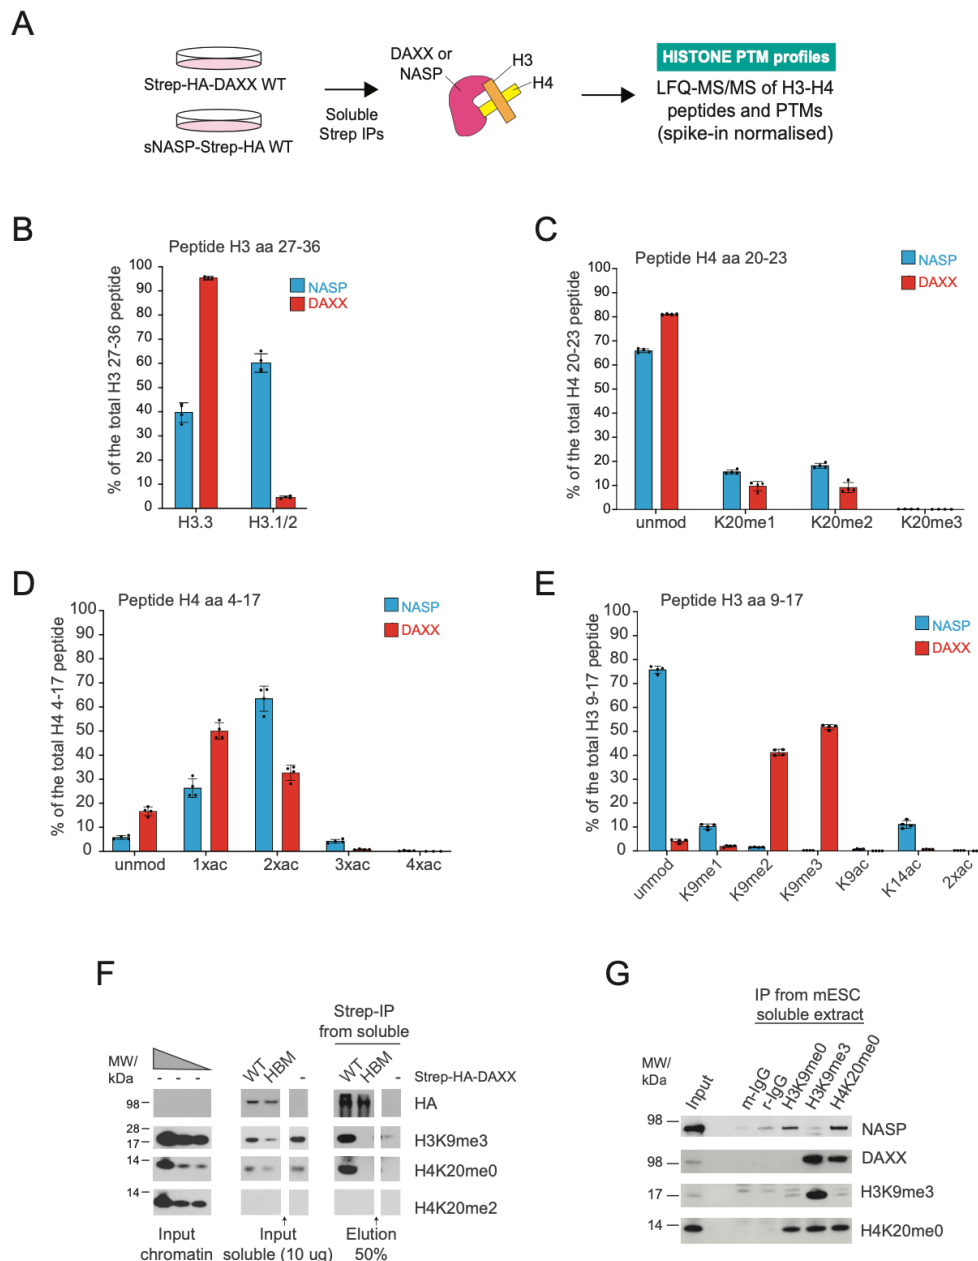 A
Strep-HA-DAXX WT
sNASP-Strep-HA WT
Soluble
Strep IPs
DAXX or
NASP
H3
H4
HISTONE PTM profiles
LFQ-MS/MS of H3-H4
peptides and PTMs
(spike-in normalised)
B
Peptide H3 aa 27-36
NASP
DAXX
% of the total H3 27-36 peptide
100
90
80
70
60
50
40
30
20
10
0
H3.3 H3.1/2
C
Peptide H4 aa 20-23
NASP
DAXX
% of the total H4 20-23 peptide
100
90
80
70
60
50
40
30
20
10
0
unmod K20me1 K20me2 K20me3
D
Peptide H4 aa 4-17
NASP
DAXX
% of the total H4 4-17 peptide
100
90
80
70
60
50
40
30
20
10
0
unmod 1xac 2xac 3xac 4xac
E
Peptide H3 aa 9-17
NASP
DAXX
% of the total H3 9-17 peptide
100
90
80
70
60
50
40
30
20
10
0
unmod K9me1 K9me2 K9me3 K9ac K14ac 2xac
F
Strep-IP
from soluble
MW/
kDa
- - - WT HBM - WT HBM - Strep-HA-DAXX
98 HA
28
17 H3K9me3
14 H4K20me0
14 H4K20me2
Input
chromatin
Input
soluble (10 ug)
Elution
50%
G
IP from mESC
soluble extract
MW/
kDa
Input m-IgG r-IgG H3K9me0 H3K9me3 H4K20me0
98 NASP
98 DAXX
17 H3K9me3
14 H4K20me0